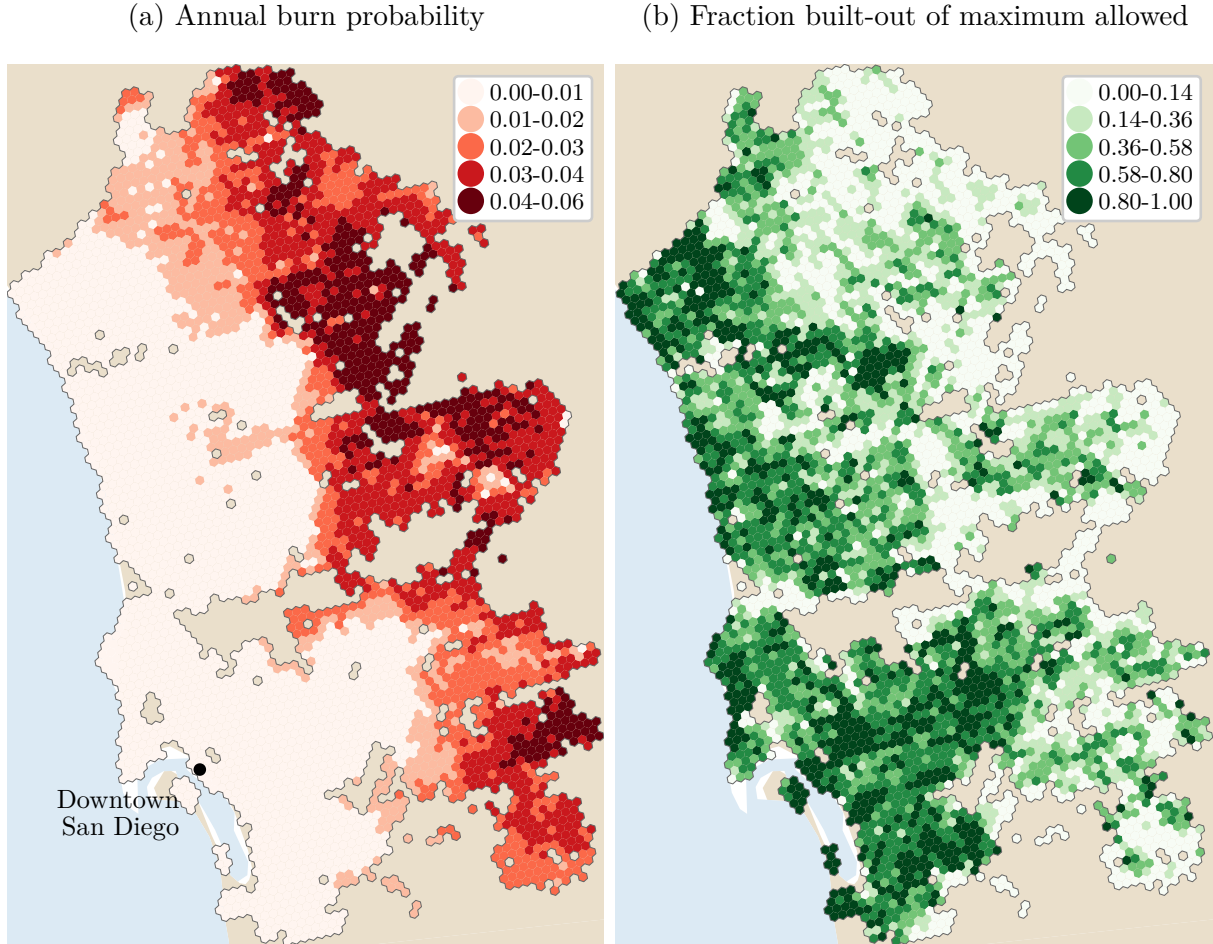 (a) Annual burn probability
0.00-0.01
0.01-0.02
0.02-0.03
0.03-0.04
0.04-0.06
Downtown
San Diego
(b) Fraction built-out of maximum allowed
0.00-0.14
0.14-0.36
0.36-0.58
0.58-0.80
0.80-1.00